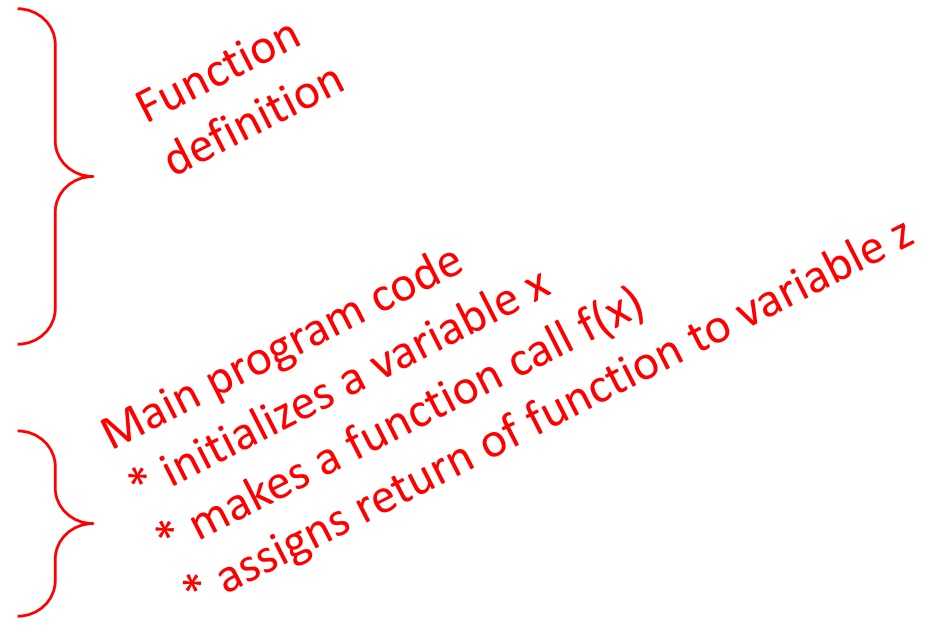 Function
definition
Main program code
* initializes a variable x
* makes a function call f(x)
* assigns return of function to variable z